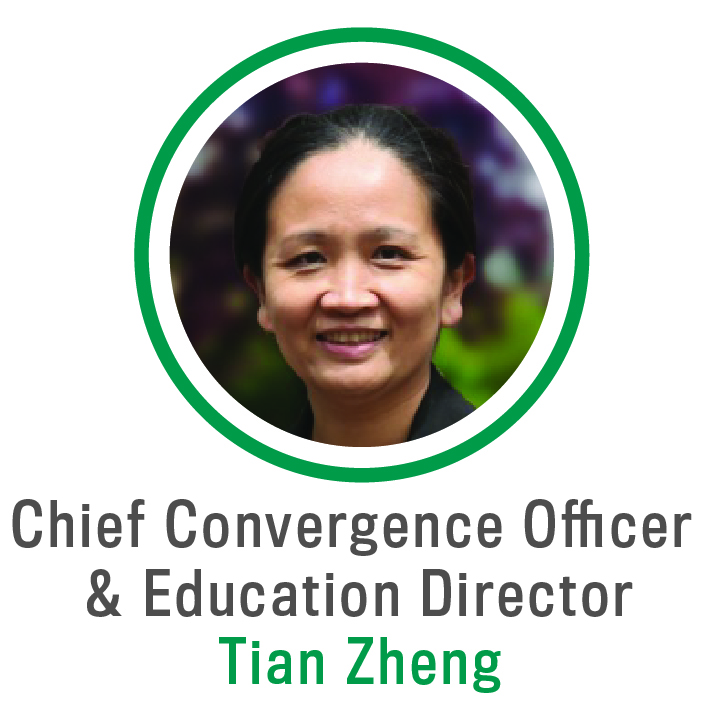 Chief Convergence Officer
& Education Director
Tian Zheng